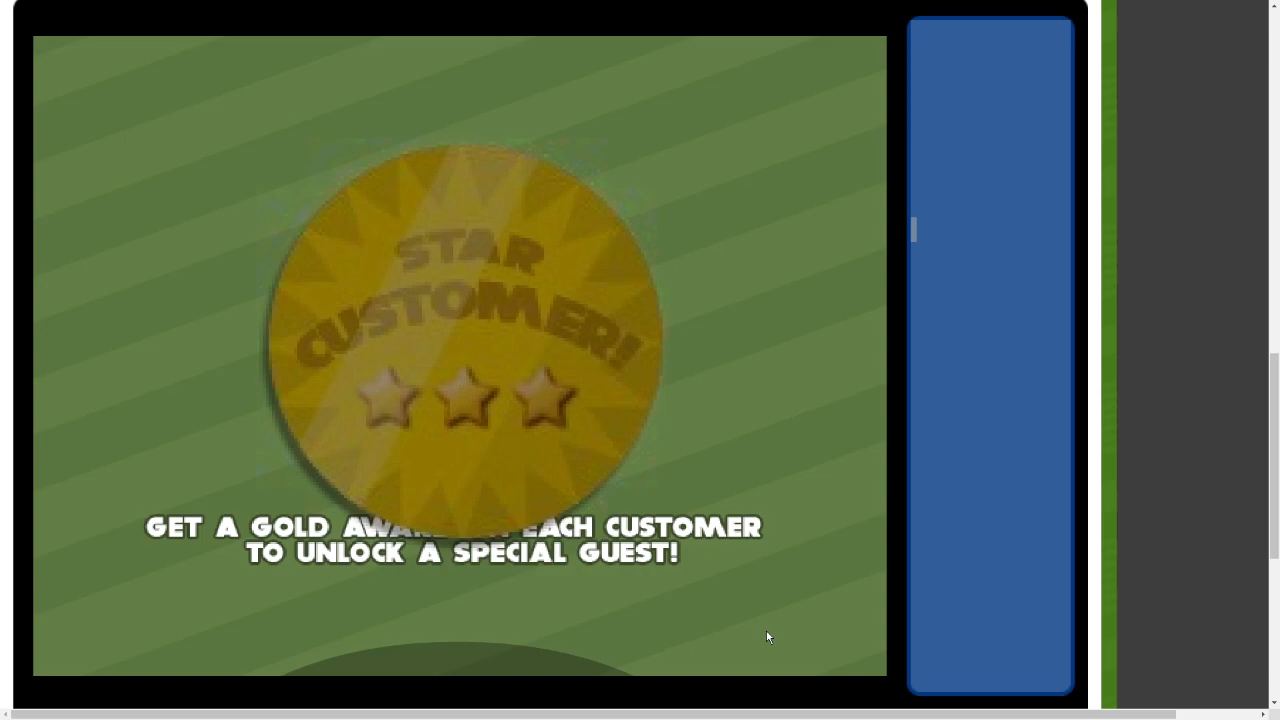 STAR
CUSTOMER!
GET A GOLD EACH CUSTOMER
TO UNLOCK A SPECIAL GUEST!